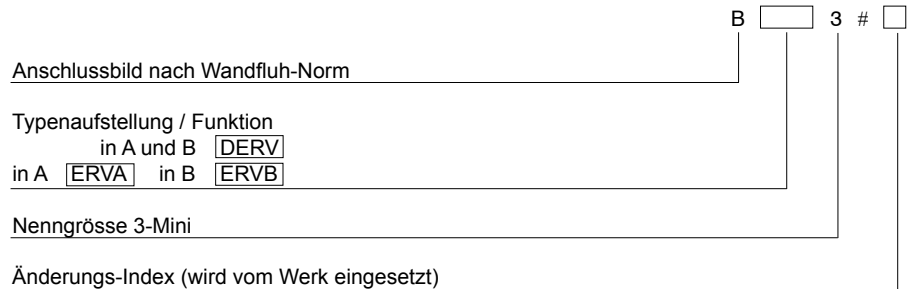 B 3 #
Anschlussbild nach Wandfluh-Norm
Typenaufstellung / Funktion
in A und B DERV
in A ERVA in B ERVB
Nenngrösse 3-Mini
Änderungs-Index (wird vom Werk eingesetzt)